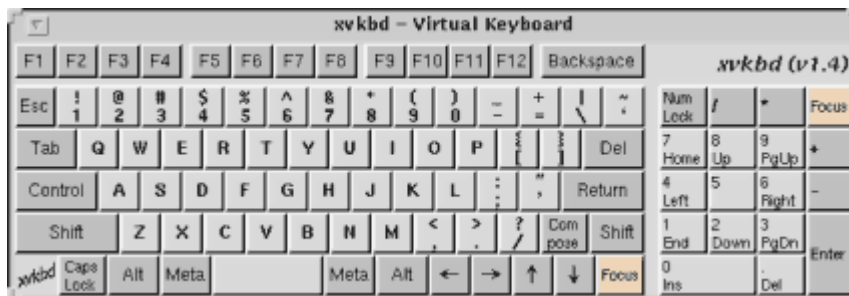 xvkbd – Virtual Keyboard
F1 F2 F3 F4 F5 F6 F7 F8 F9 F10 F11 F12 Backspace xvkbd (v1.4)
Esc ! 1 @ 2 # 3 $ 4 % 5 ^ 6 & 7 * 8 ( 9 ) 0 _ - + = | \ ~ ` Num Lock / * Focus
Tab Q W E R T Y U I O P { [ } ] Del 7 Home 8 Up 9 PgUp +
Control A S D F G H J K L : ; " ' Return 4 Left 5 6 Right -
Shift Z X C V B N M < , > . ? / Com pose Shift 1 End 2 Down 3 PgDn Enter
xvkbd Caps Lock Alt Meta Meta Alt ← → ↑ ↓ Focus 0 Ins . Del